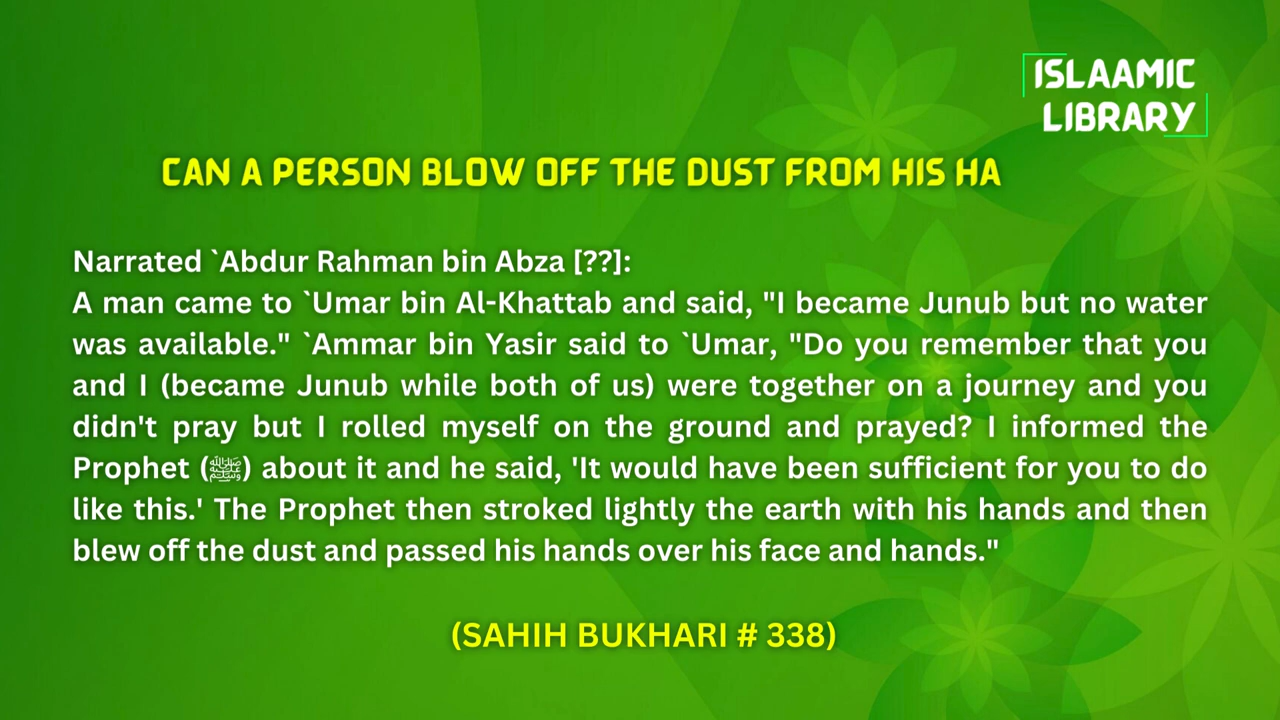 ISLAAMIC
LIBRARY
CAN A PERSON BLOW OFF THE DUST FROM HIS HA
Narrated `Abdur Rahman bin Abza [??]:
A man came to `Umar bin Al-Khattab and said, "I became Junub but no water
was available." `Ammar bin Yasir said to `Umar, "Do you remember that you
and I (became Junub while both of us) were together on a journey and you
didn't pray but I rolled myself on the ground and prayed? I informed the
Prophet (ﷺ) about it and he said, 'It would have been sufficient for you to do
like this.' The Prophet then stroked lightly the earth with his hands and then
blew off the dust and passed his hands over his face and hands."
(SAHIH BUKHARI # 338)